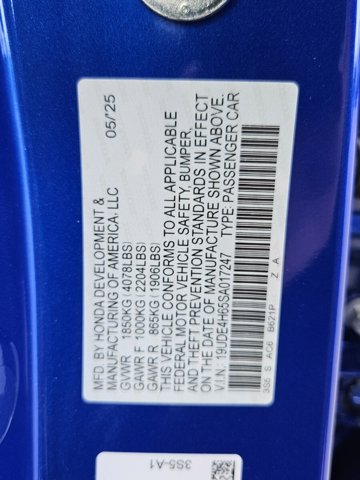 MFD. BY HONDA DEVELOPMENT & 05/'25
MANUFACTURING OF AMERICA, LLC
GVWR 1850KG (4078LBS)
GAWR F 1000KG (2204LBS)
GAWR R 865KG (1906LBS)
THIS VEHICLE CONFORMS TO ALL APPLICABLE
FEDERAL MOTOR VEHICLE SAFETY, BUMPER,
AND THEFT PREVENTION STANDARDS IN EFFECT
ON THE DATE OF MANUFACTURE SHOWN ABOVE.
V.I.N. 19UDE4H65SA017247 TYPE: PASSENGER CAR
3S5 S AC6 B621P Z A
3S5-A1